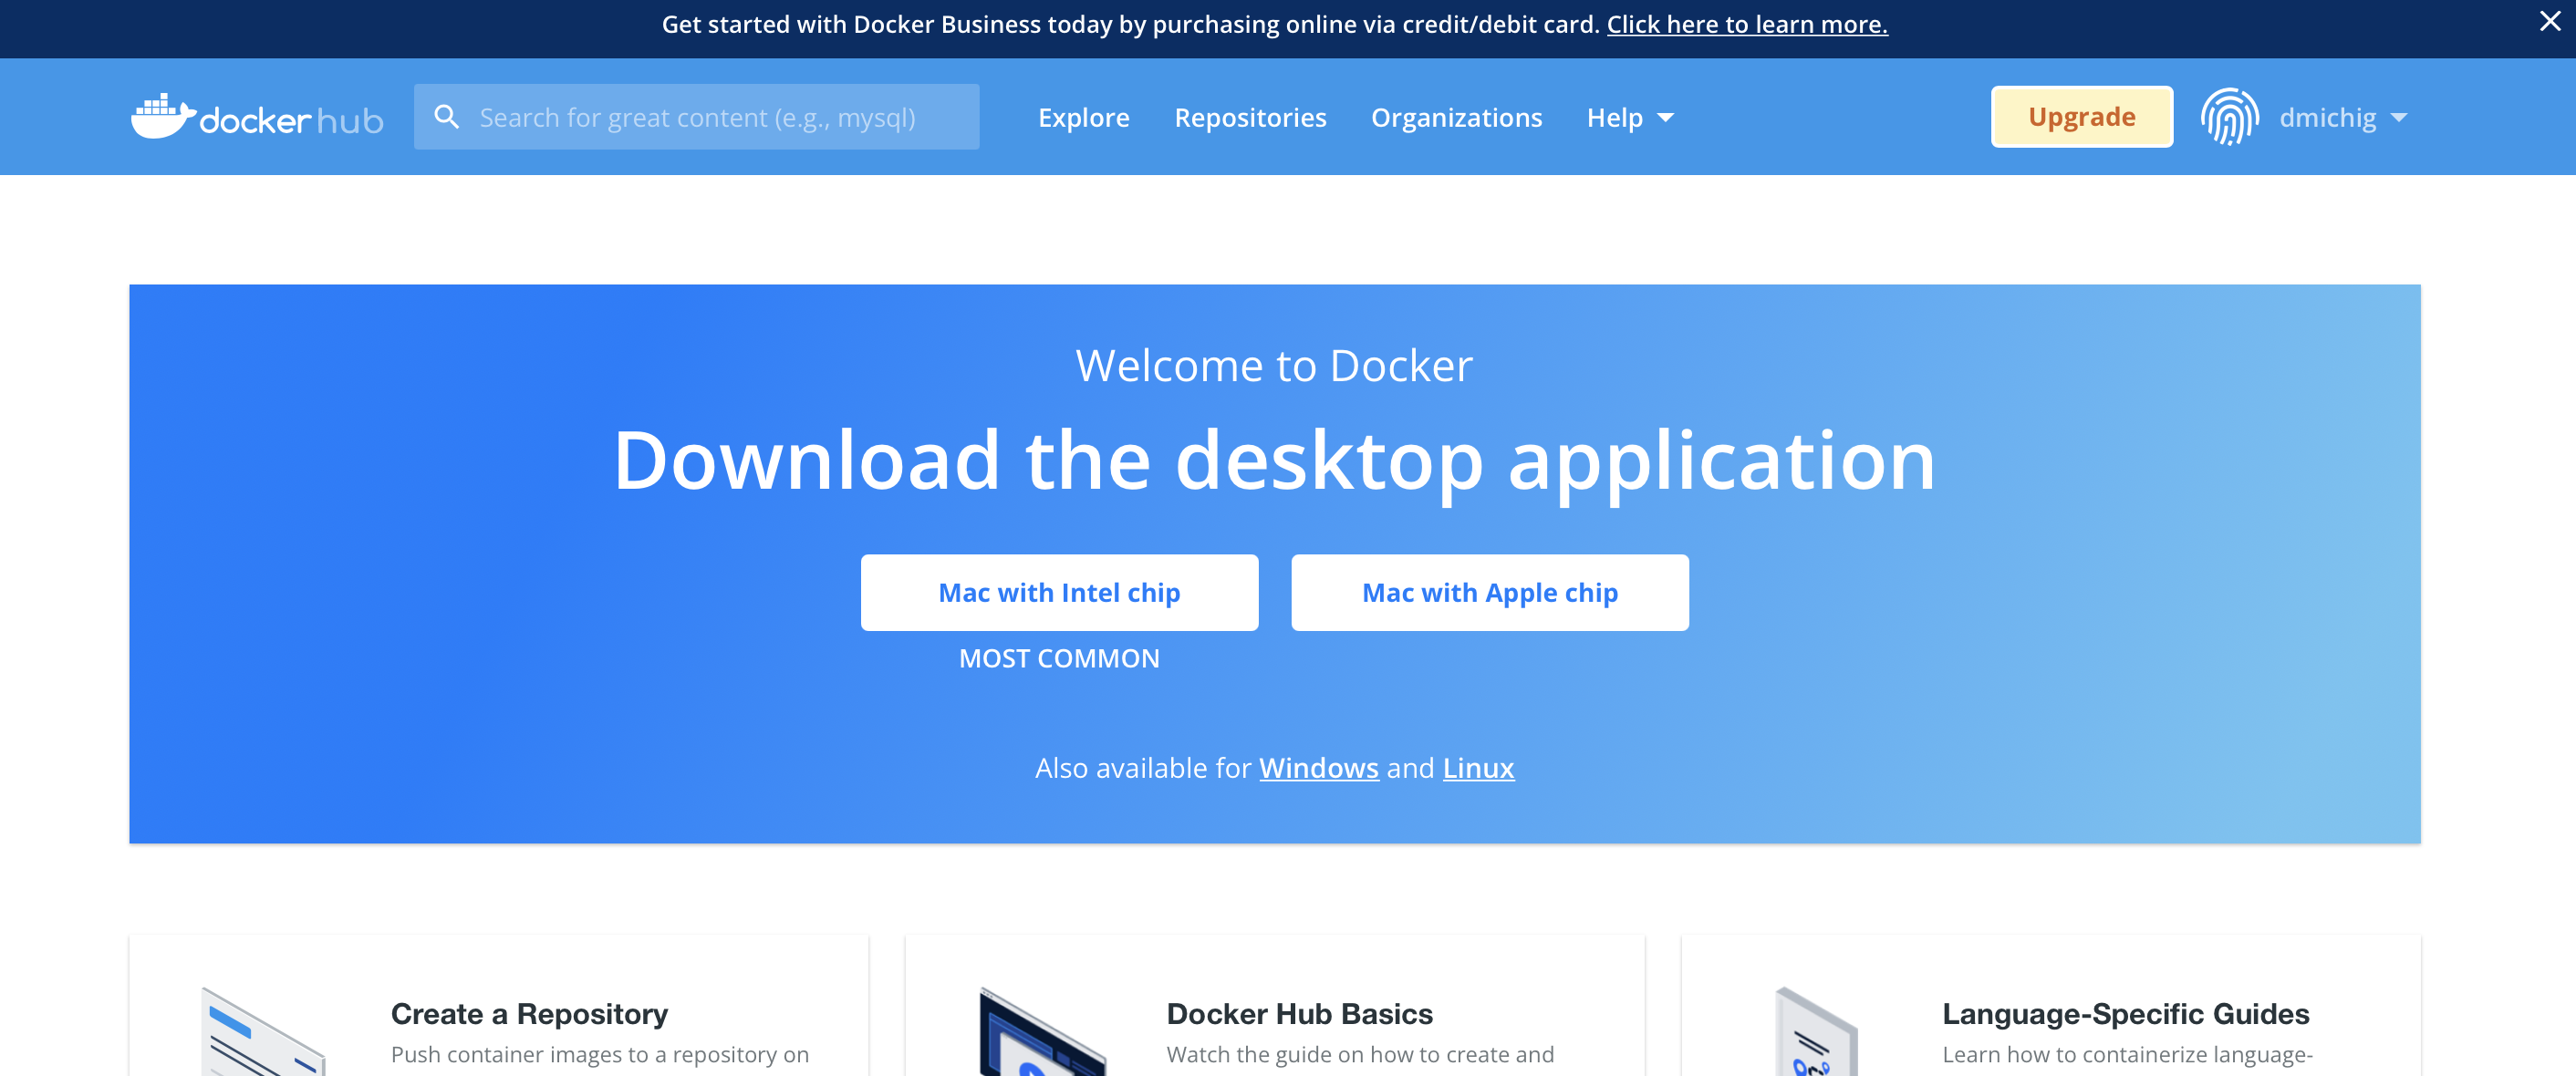 Get started with Docker Business today by purchasing online via credit/debit card. Click here to learn more.
docker hub
Search for great content (e.g., mysql)
Explore
Repositories
Organizations
Help
Upgrade
dmichig
Welcome to Docker
Download the desktop application
Mac with Intel chip
Mac with Apple chip
MOST COMMON
Also available for Windows and Linux
Create a Repository
Push container images to a repository on
Docker Hub Basics
Watch the guide on how to create and
Language-Specific Guides
Learn how to containerize language-